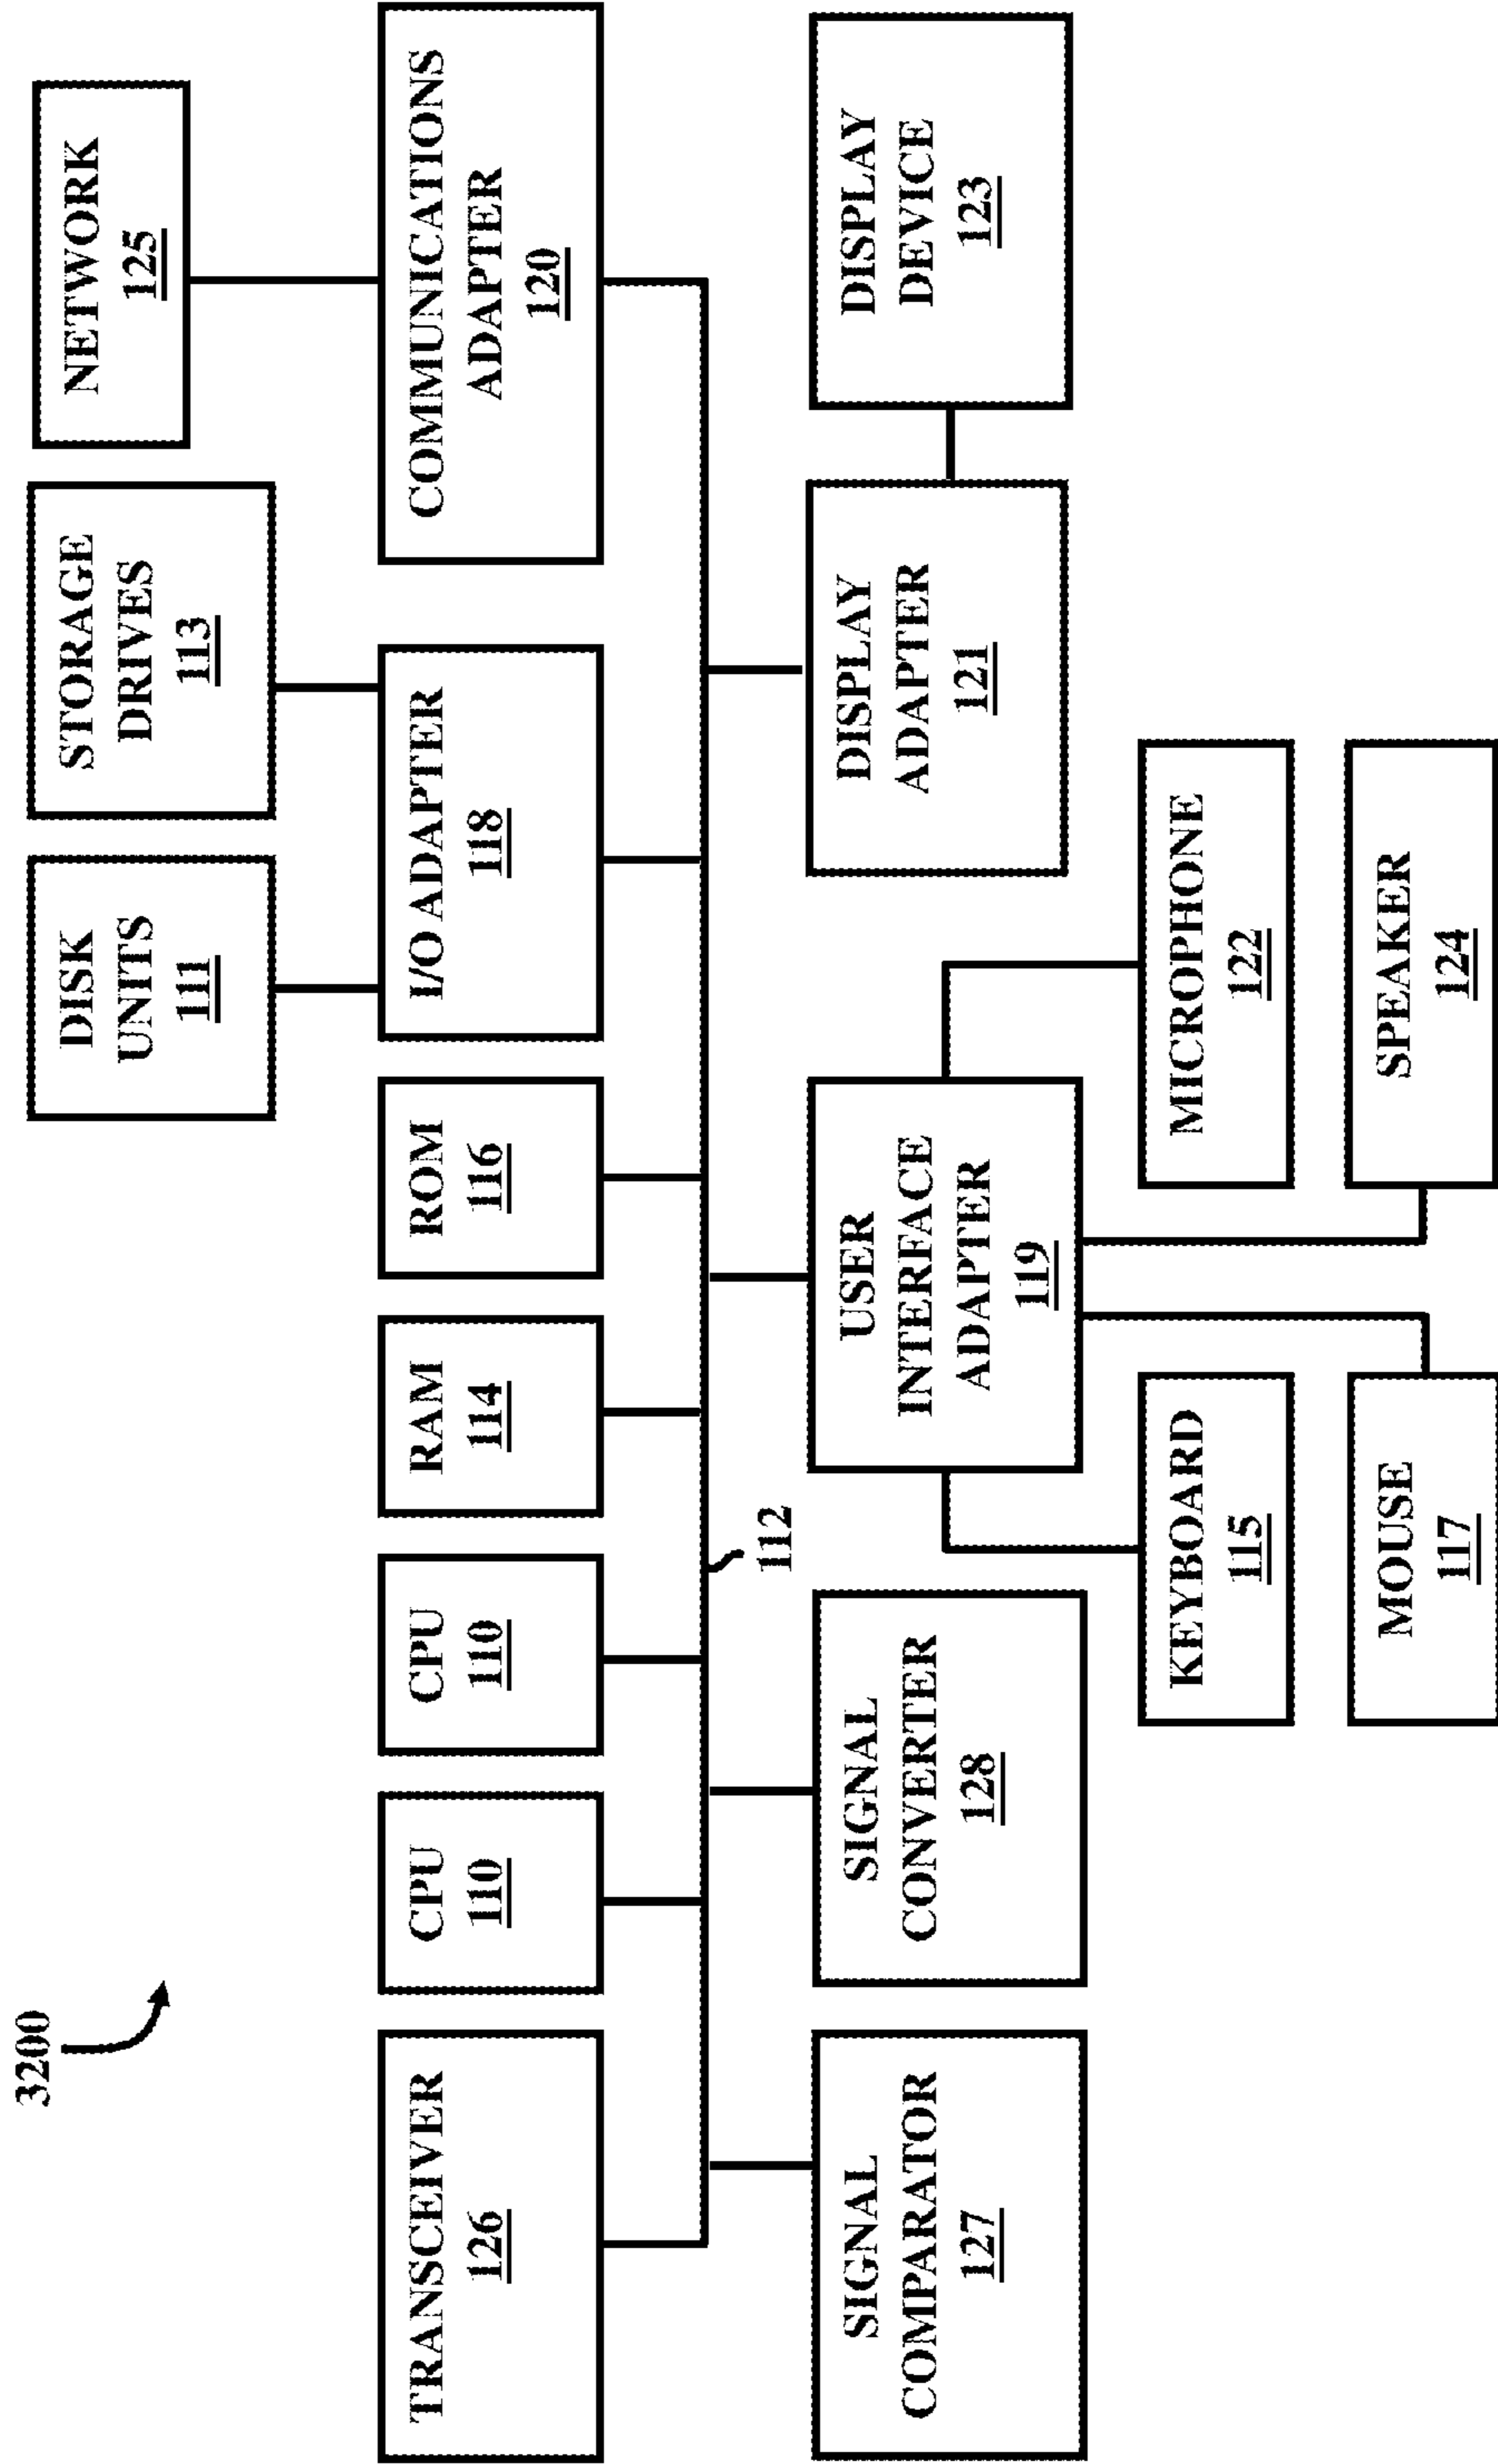 3200
NETWORK
125
STORAGE
DRIVES
113
DISK
UNITS
111
TRANSCEIVER
126
CPU
110
CPU
110
RAM
114
ROM
116
I/O ADAPTER
118
COMMUNICATIONS
ADAPTER
120
112
SIGNAL
COMPARATOR
127
SIGNAL
CONVERTER
128
USER
INTERFACE
ADAPTER
119
DISPLAY
ADAPTER
121
DISPLAY
DEVICE
123
KEYBOARD
115
MICROPHONE
122
MOUSE
117
SPEAKER
124